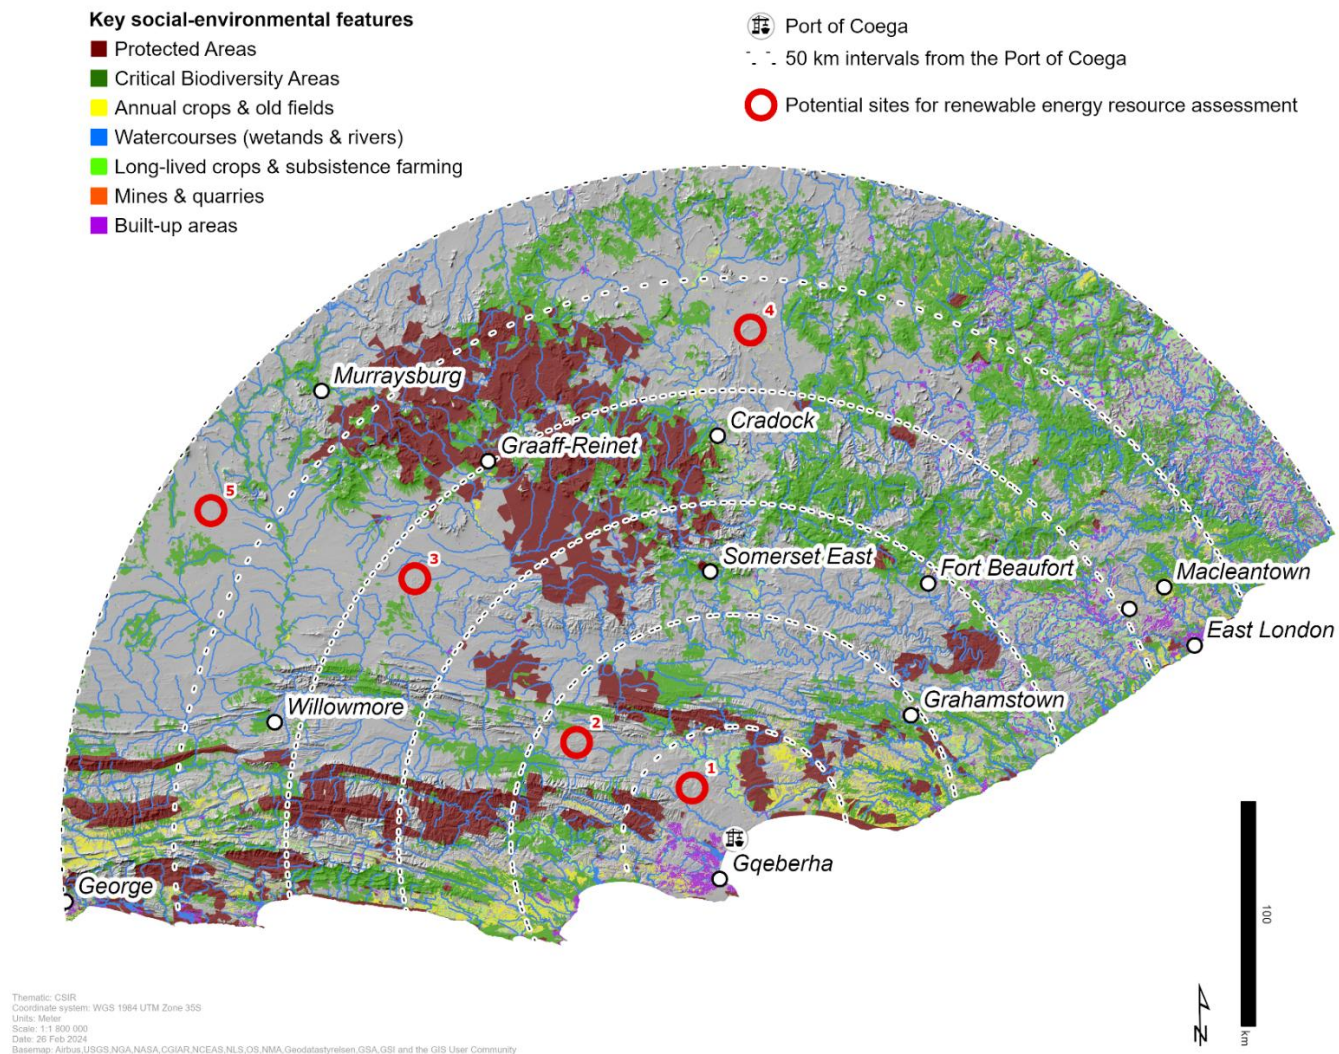 Key social-environmental features
Protected Areas
Critical Biodiversity Areas
Annual crops & old fields
Watercourses (wetands & rivers)
Long-lived crops & subsistence farming
Mines & quarries
Built-up areas
Port of Coega
50 km intervals from the Port of Coega
Potential sites for renewable energy resource assessment
4
Murraysburg
Cradock
Graaff-Reinet
5
3
Somerset East
Fort Beaufort
Macleantown
East London
Willowmore
Grahamstown
2
1
Gqeberha
George
100
km
N
Thematic: CSIR
Coordinate system: WGS 1984 UTM Zone 35S
Units: Meter
Scale: 1:1 800 000
Date: 26 Feb 2024
Basemap: Airbus,USGS,NGA,NASA,CGIAR,NCEAS,NLS,OS,NMA,Geodatastyrelsen,GSA,GSI and the GIS User Community